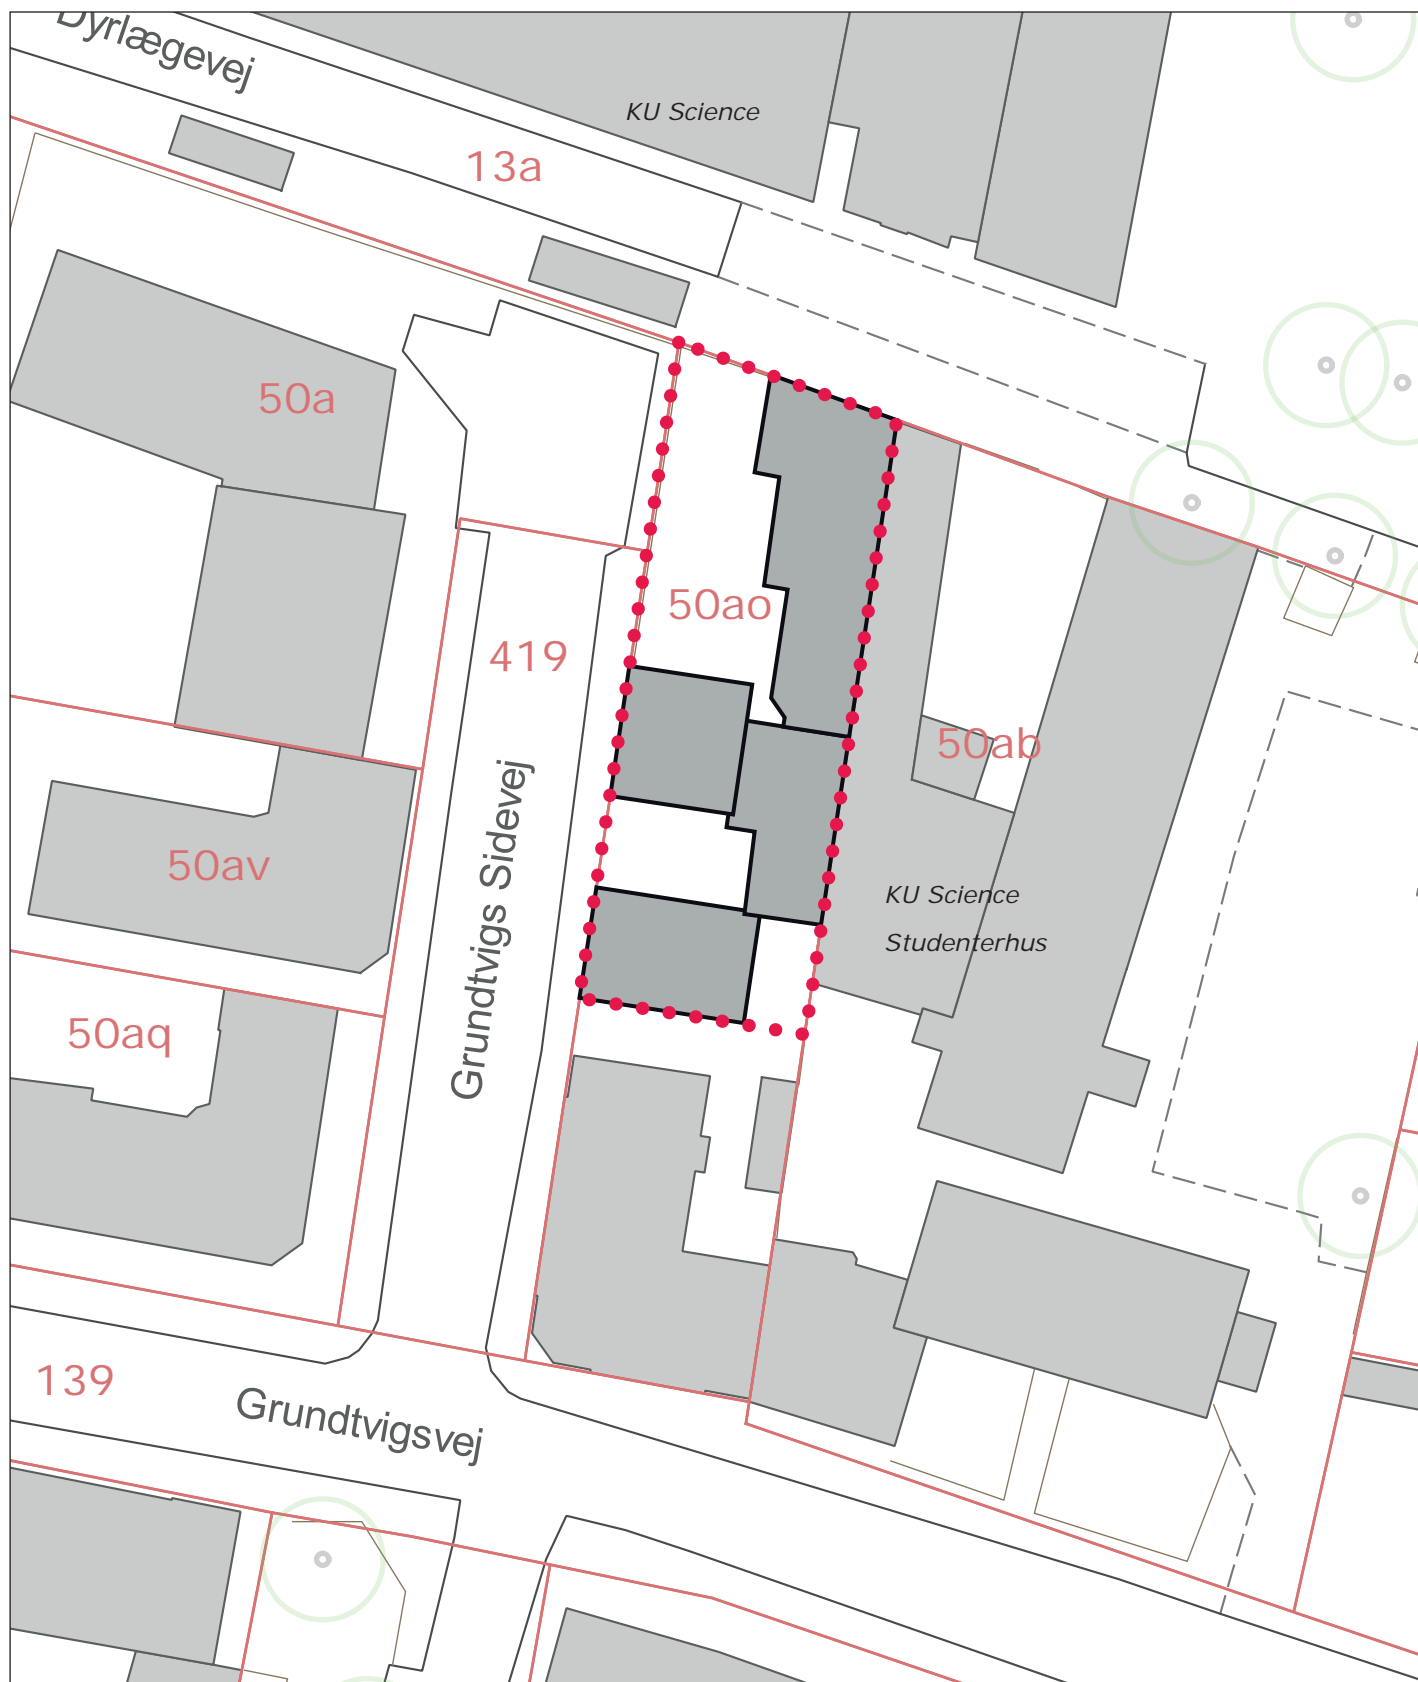 Dyrlægevej
KU Science
13a
50a
50ao
419
50ab
Grundtvigs Sidevej
50av
KU Science
Studenterhus
50aq
139
Grundtvigsvej